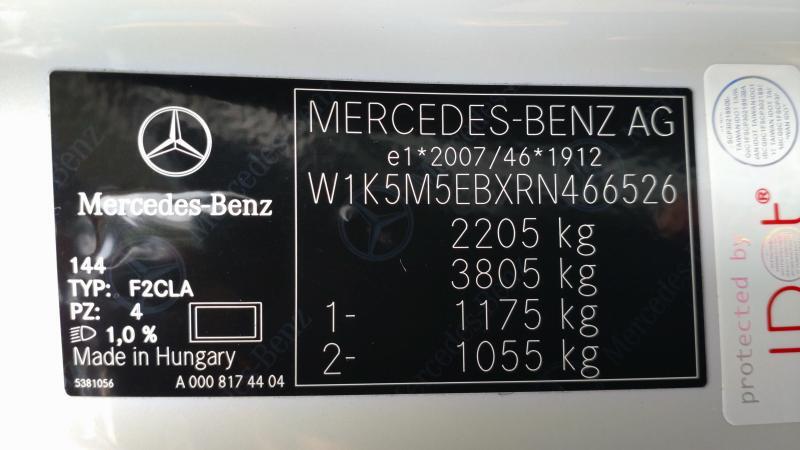 Mercedes-Benz
144
TYP: F2CLA
PZ: 4
1,0 %
Made in Hungary
5381056
A 000 817 44 04
MERCEDES-BENZ AG
e1*2007/46*1912
W1K5M5EBXRN466526
2205 kg
3805 kg
1- 1175 kg
2- 1055 kg
protected by